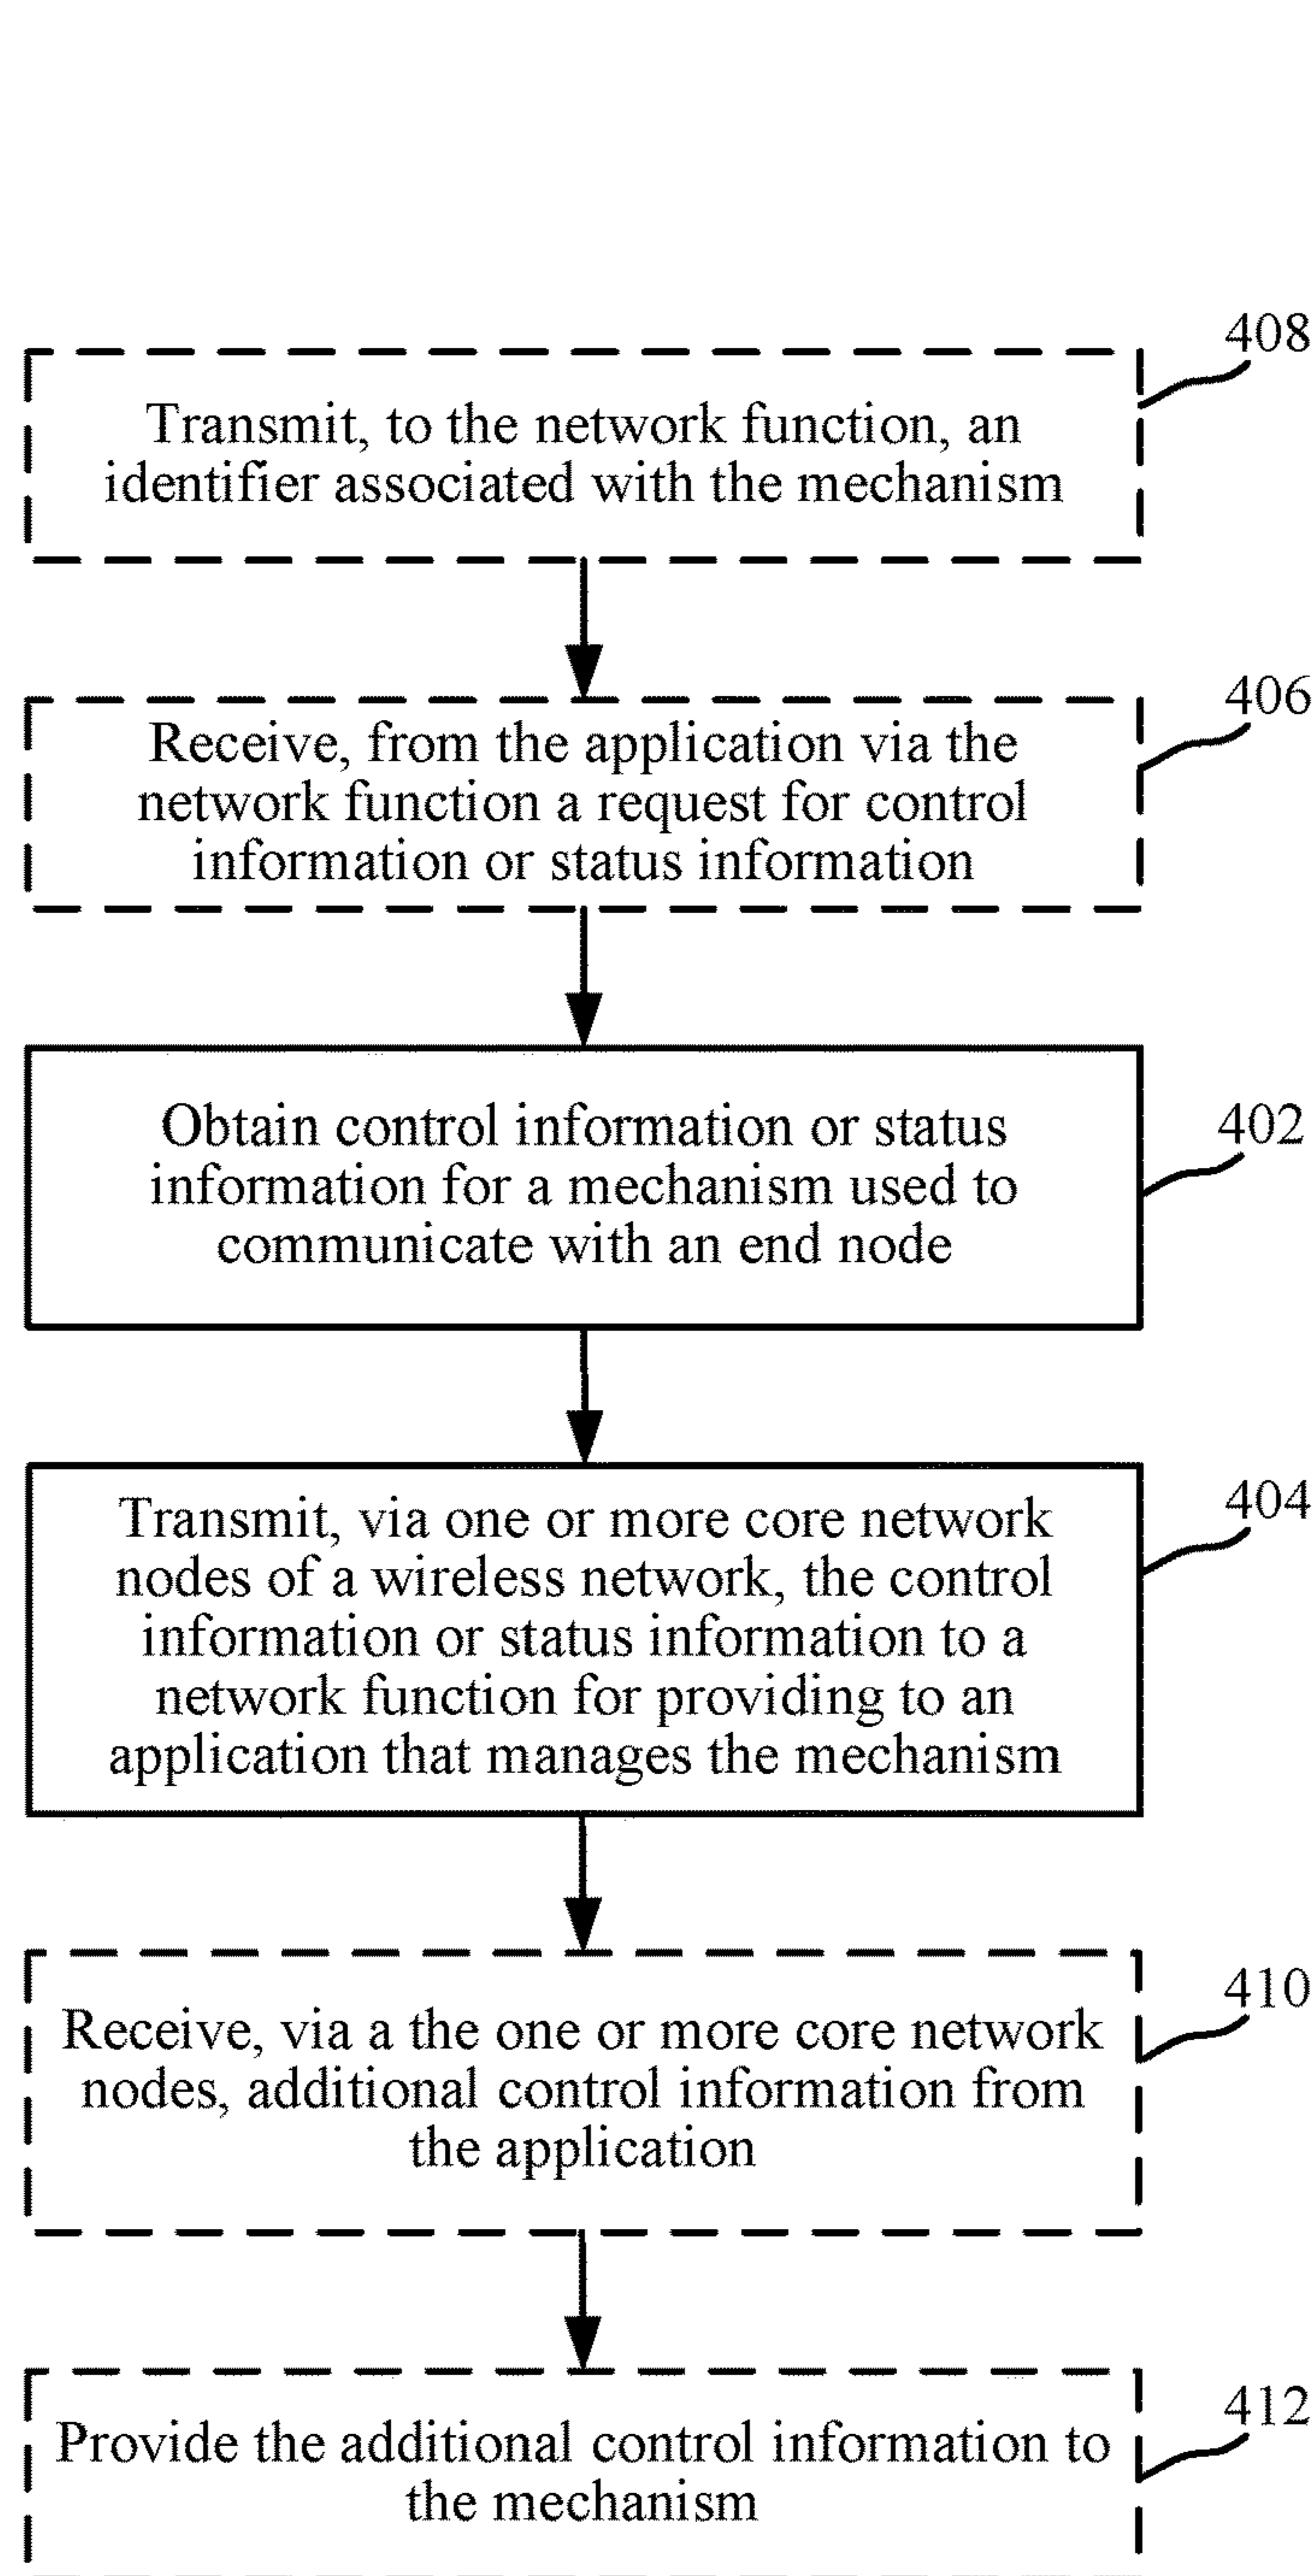 408
Transmit, to the network function, an
identifier associated with the mechanism
406
Receive, from the application via the
network function a request for control
information or status information
402
Obtain control information or status
information for a mechanism used to
communicate with an end node
404
Transmit, via one or more core network
nodes of a wireless network, the control
information or status information to a
network function for providing to an
application that manages the mechanism
410
Receive, via a the one or more core network
nodes, additional control information from
the application
412
Provide the additional control information to
the mechanism